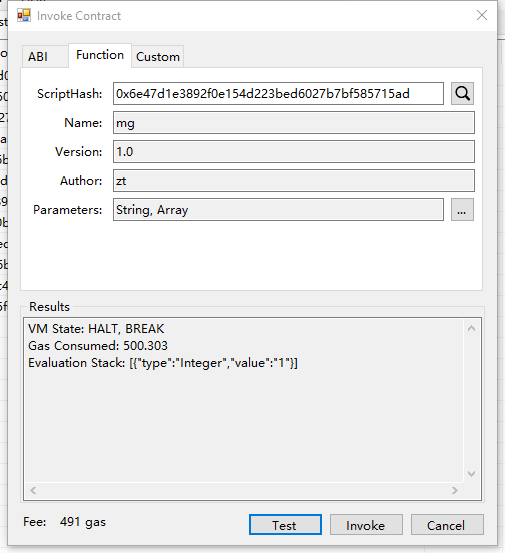 Invoke Contract
ABI Function Custom
ScriptHash: 0x6e47d1e3892f0e154d223bed6027b7bf585715ad
Name: mg
Version: 1.0
Author: zt
Parameters: String, Array ...
Results
VM State: HALT, BREAK
Gas Consumed: 500.303
Evaluation Stack: [{"type":"Integer","value":"1"}]
Fee: 491 gas Test Invoke Cancel